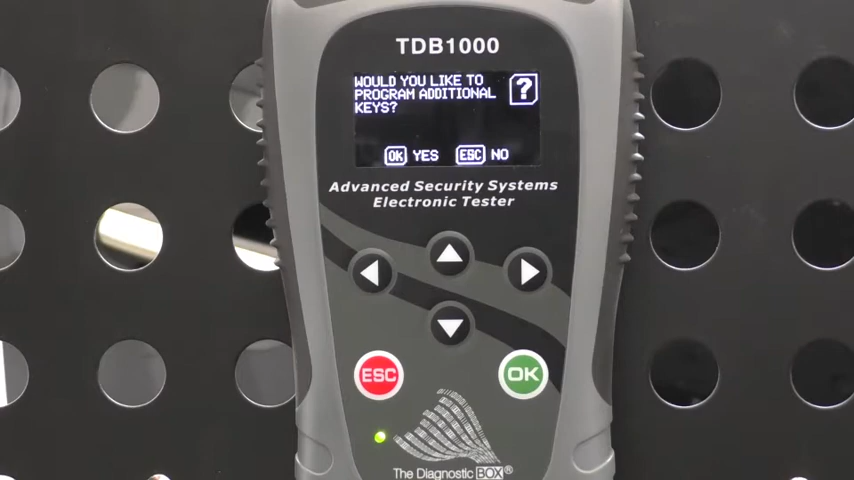 TDB1000
WOULD YOU LIKE TO
PROGRAM ADDITIONAL
KEYS?
?
OK YES ESC NO
Advanced Security Systems
Electronic Tester
ESC
OK
The Diagnostic BOX®